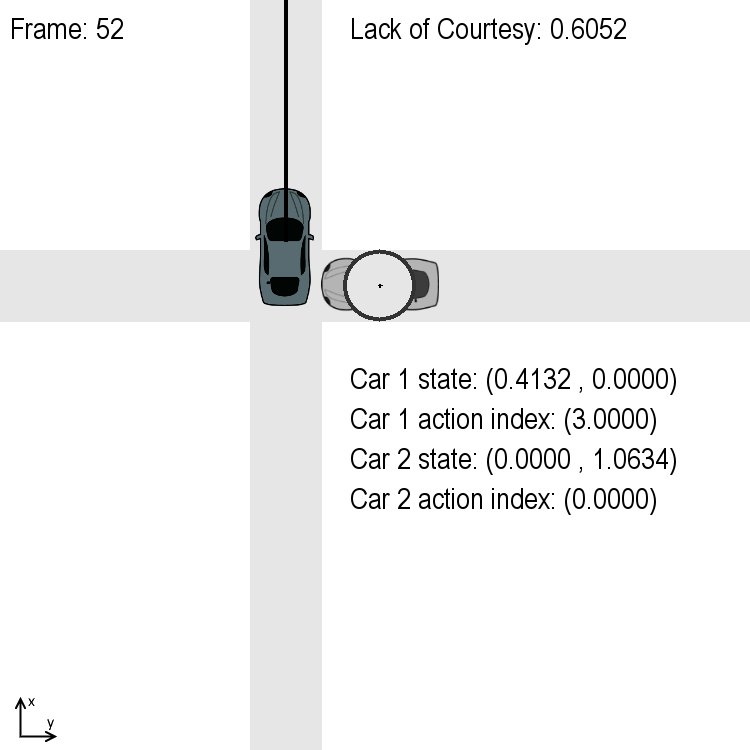 Frame: 52
Lack of Courtesy: 0.6052
Car 1 state: (0.4132 , 0.0000)
Car 1 action index: (3.0000)
Car 2 state: (0.0000 , 1.0634)
Car 2 action index: (0.0000)
x
y